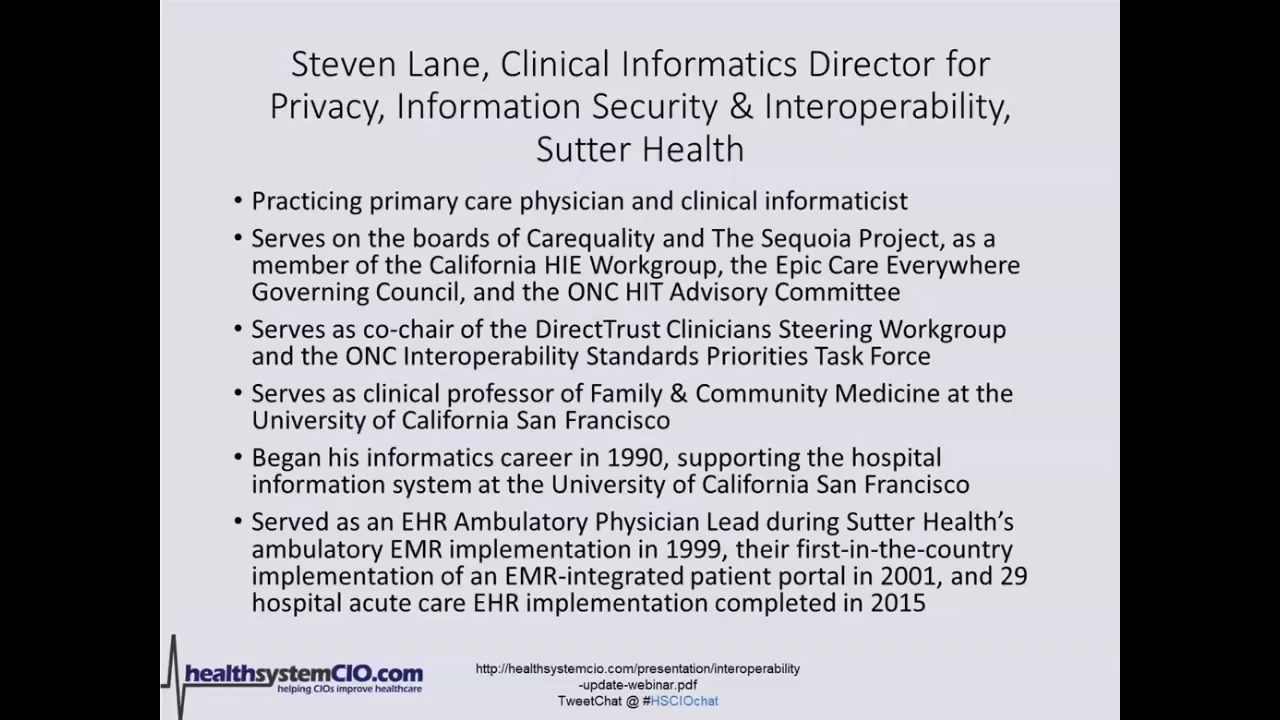 Steven Lane, Clinical Informatics Director for
Privacy, Information Security & Interoperability,
Sutter Health
• Practicing primary care physician and clinical informaticist
• Serves on the boards of Carequality and The Sequoia Project, as a
member of the California HIE Workgroup, the Epic Care Everywhere
Governing Council, and the ONC HIT Advisory Committee
• Serves as co-chair of the DirectTrust Clinicians Steering Workgroup
and the ONC Interoperability Standards Priorities Task Force
• Serves as clinical professor of Family & Community Medicine at the
University of California San Francisco
• Began his informatics career in 1990, supporting the hospital
information system at the University of California San Francisco
• Served as an EHR Ambulatory Physician Lead during Sutter Health’s
ambulatory EMR implementation in 1999, their first-in-the-country
implementation of an EMR-integrated patient portal in 2001, and 29
hospital acute care EHR implementation completed in 2015
healthsystemCIO.com
helping CIOs improve healthcare
http://healthsystemcio.com/presentation/interoperability
-update-webinar.pdf
TweetChat @ #HSCIOchat